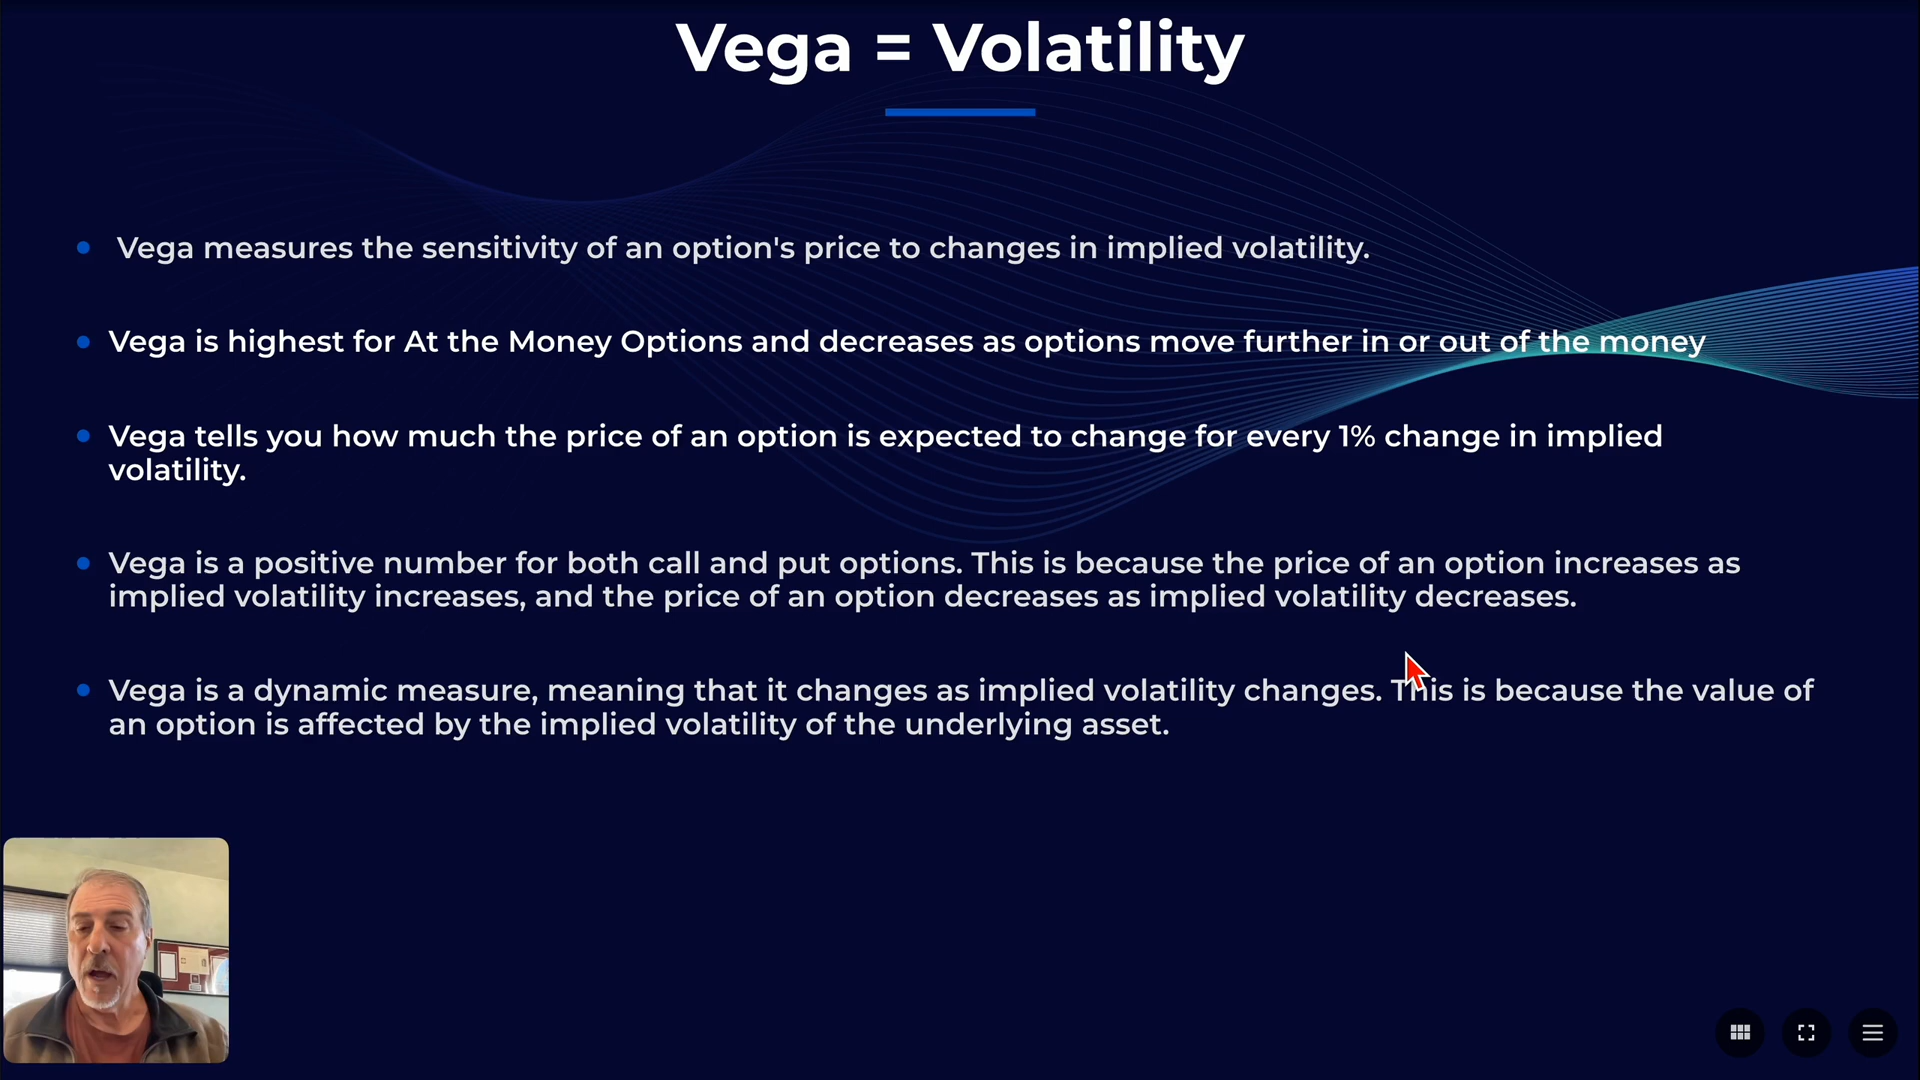 Vega = Volatility
Vega measures the sensitivity of an option's price to changes in implied volatility.
Vega is highest for At the Money Options and decreases as options move further in or out of the money
Vega tells you how much the price of an option is expected to change for every 1% change in implied
volatility.
Vega is a positive number for both call and put options. This is because the price of an option increases as
implied volatility increases, and the price of an option decreases as implied volatility decreases.
Vega is a dynamic measure, meaning that it changes as implied volatility changes. This is because the value of
an option is affected by the implied volatility of the underlying asset.